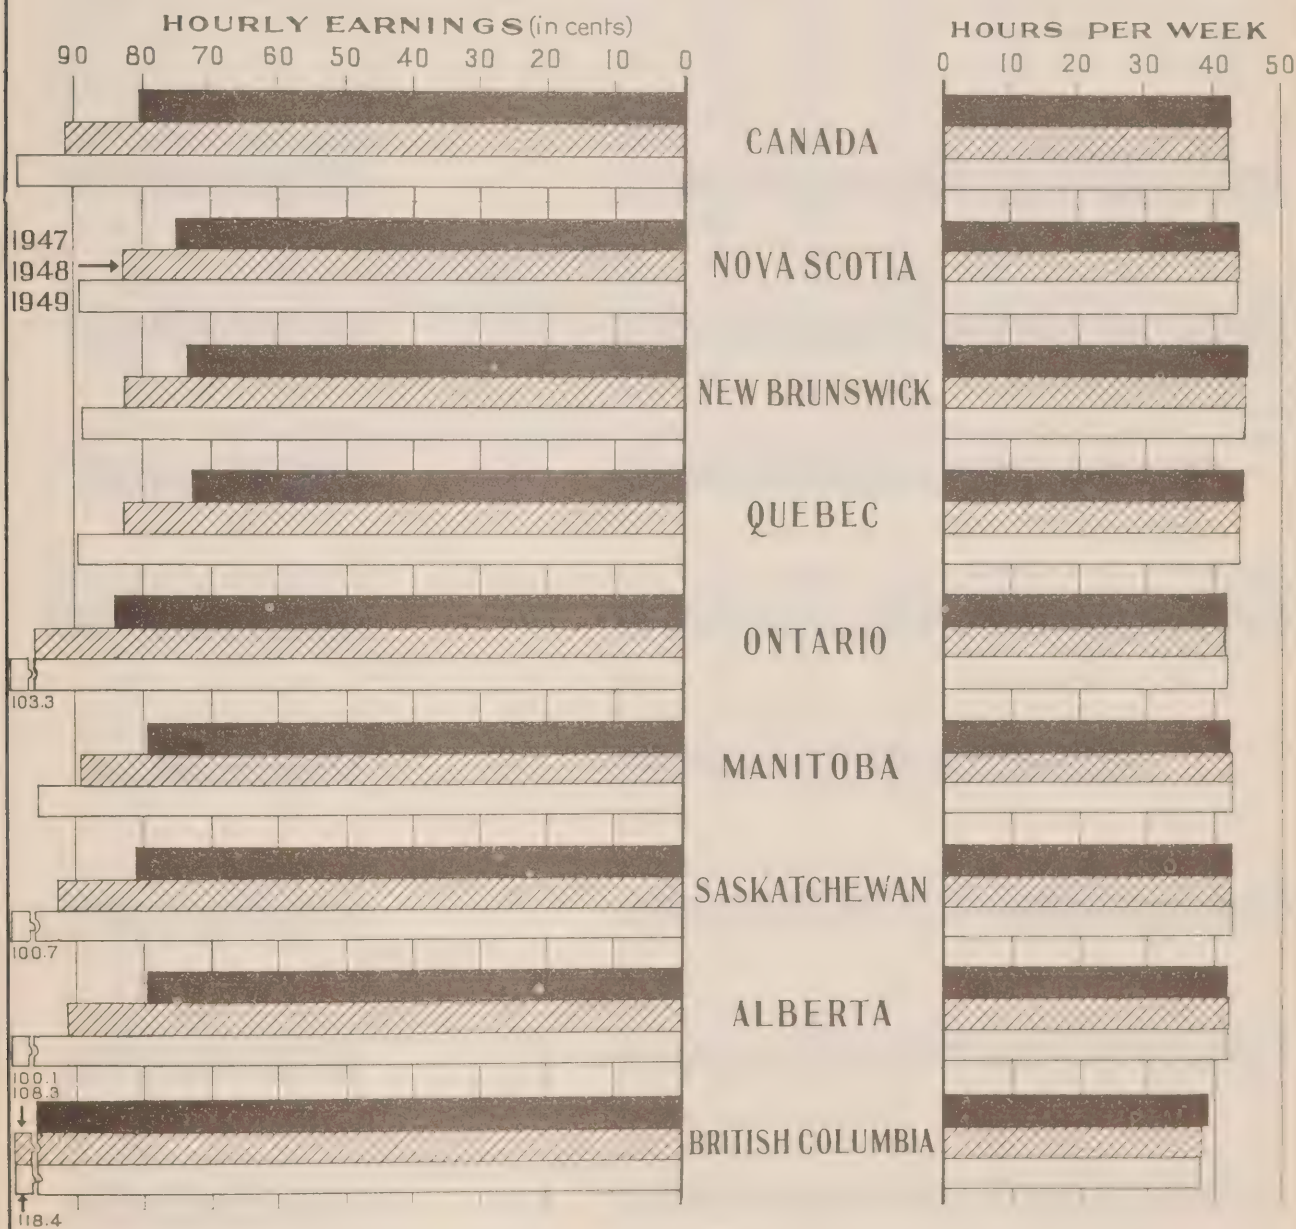 HOURLY EARNINGS (in cents)
90 80 70 60 50 40 30 20 10 0
HOURS PER WEEK
0 10 20 30 40 50
CANADA
1947
1948
1949
NOVA SCOTIA
NEW BRUNSWICK
QUEBEC
ONTARIO
103.3
MANITOBA
SASKATCHEWAN
100.7
ALBERTA
100.1
108.3
BRITISH COLUMBIA
118.4